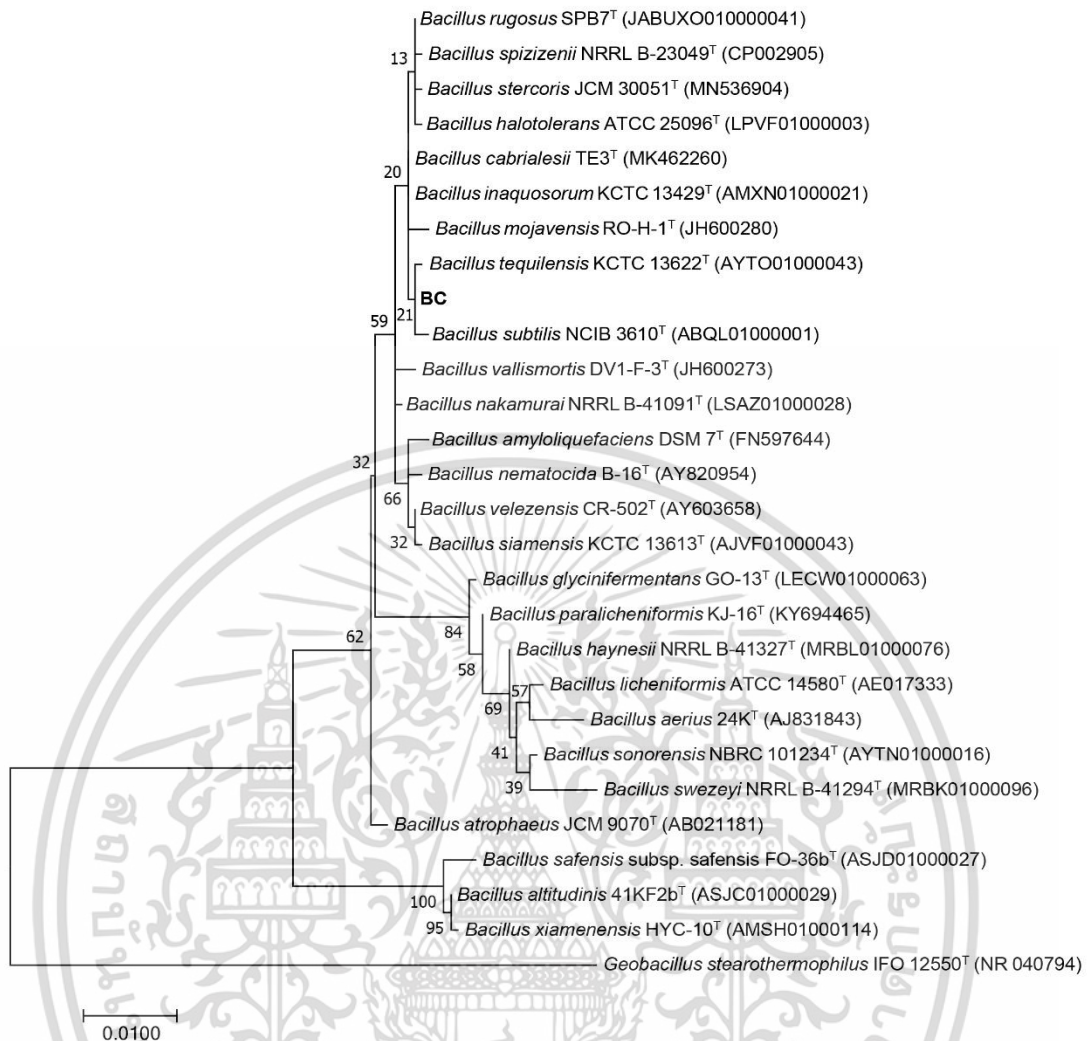 Bacillus rugosus SPB7ᵀ (JABUXO010000041)
13
Bacillus spizizenii NRRL B-23049ᵀ (CP002905)
Bacillus stercoris JCM 30051ᵀ (MN536904)
Bacillus halotolerans ATCC 25096ᵀ (LPVF01000003)
Bacillus cabrialesii TE3ᵀ (MK462260)
20
Bacillus inaquosorum KCTC 13429ᵀ (AMXN01000021)
Bacillus mojavensis RO-H-1ᵀ (JH600280)
Bacillus tequilensis KCTC 13622ᵀ (AYTO01000043)
BC
59
21
Bacillus subtilis NCIB 3610ᵀ (ABQL01000001)
Bacillus vallismortis DV1-F-3ᵀ (JH600273)
Bacillus nakamurai NRRL B-41091ᵀ (LSAZ01000028)
Bacillus amyloliquefaciens DSM 7ᵀ (FN597644)
32
Bacillus nematocida B-16ᵀ (AY820954)
66
Bacillus velezensis CR-502ᵀ (AY603658)
32
Bacillus siamensis KCTC 13613ᵀ (AJVF01000043)
Bacillus glycinifermentans GO-13ᵀ (LECW01000063)
Bacillus paralicheniformis KJ-16ᵀ (KY694465)
84
62
Bacillus haynesii NRRL B-41327ᵀ (MRBL01000076)
58
Bacillus licheniformis ATCC 14580ᵀ (AE017333)
57
69
Bacillus aerius 24Kᵀ (AJ831843)
41
Bacillus sonorensis NBRC 101234ᵀ (AYTN01000016)
39
Bacillus swezeyi NRRL B-41294ᵀ (MRBK01000096)
Bacillus atrophaeus JCM 9070ᵀ (AB021181)
Bacillus safensis subsp. safensis FO-36bᵀ (ASJD01000027)
Bacillus altitudinis 41KF2bᵀ (ASJC01000029)
100
95
Bacillus xiamenensis HYC-10ᵀ (AMSH01000114)
Geobacillus stearothermophilus IFO 12550ᵀ (NR 040794)
0.0100